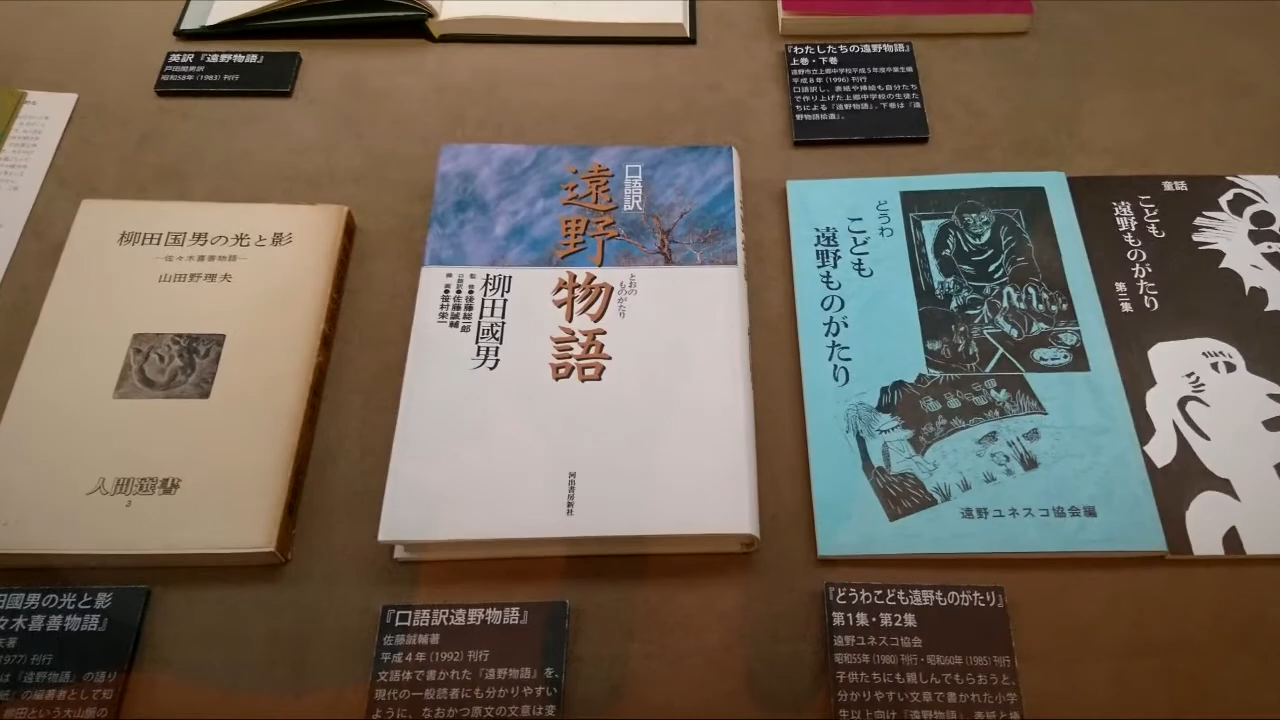 英訳『遠野物語』
戸田閑男訳
昭和58年(1983)刊行
『わたしたちの遠野物語』
上巻・下巻
遠野市立上郷中学校平成5年度卒業生編
平成8年(1996)刊行
口語訳し、表紙や挿絵も自分たち
で作り上げた上郷中学校の生徒た
ちによる『遠野物語』。下巻は『遠
野物語拾遺』。
柳田国男の光と影
―佐々木喜善物語―
山田野理夫
人間選書
3
口語訳
遠野物語
とおの
ものがたり
柳田國男
監修●後藤総一郎
口語訳●佐藤誠輔
挿画●笹村栄一
河出書房新社
どうわ
こども
遠野ものがたり
遠野ユネスコ協会編
童話
こども
遠野ものがたり
第二集
田國男の光と影
々木喜善物語』
夫著
1977)刊行
は『遠野物語』の語り
紙』の編著者として知
柳田という大山脈の
『口語訳遠野物語』
佐藤誠輔著
平成4年(1992)刊行
文語体で書かれた『遠野物語』を、
現代の一般読者にも分かりやすい
ように、なおかつ原文の文意は変
『どうわこども遠野ものがたり』
第1集・第2集
遠野ユネスコ協会
昭和55年(1980)刊行・昭和60年(1985)刊行
子供たちにも親しんでもらおうと、
分かりやすい文章で書かれた小学
生以上向け『遠野物語』。表紙と挿